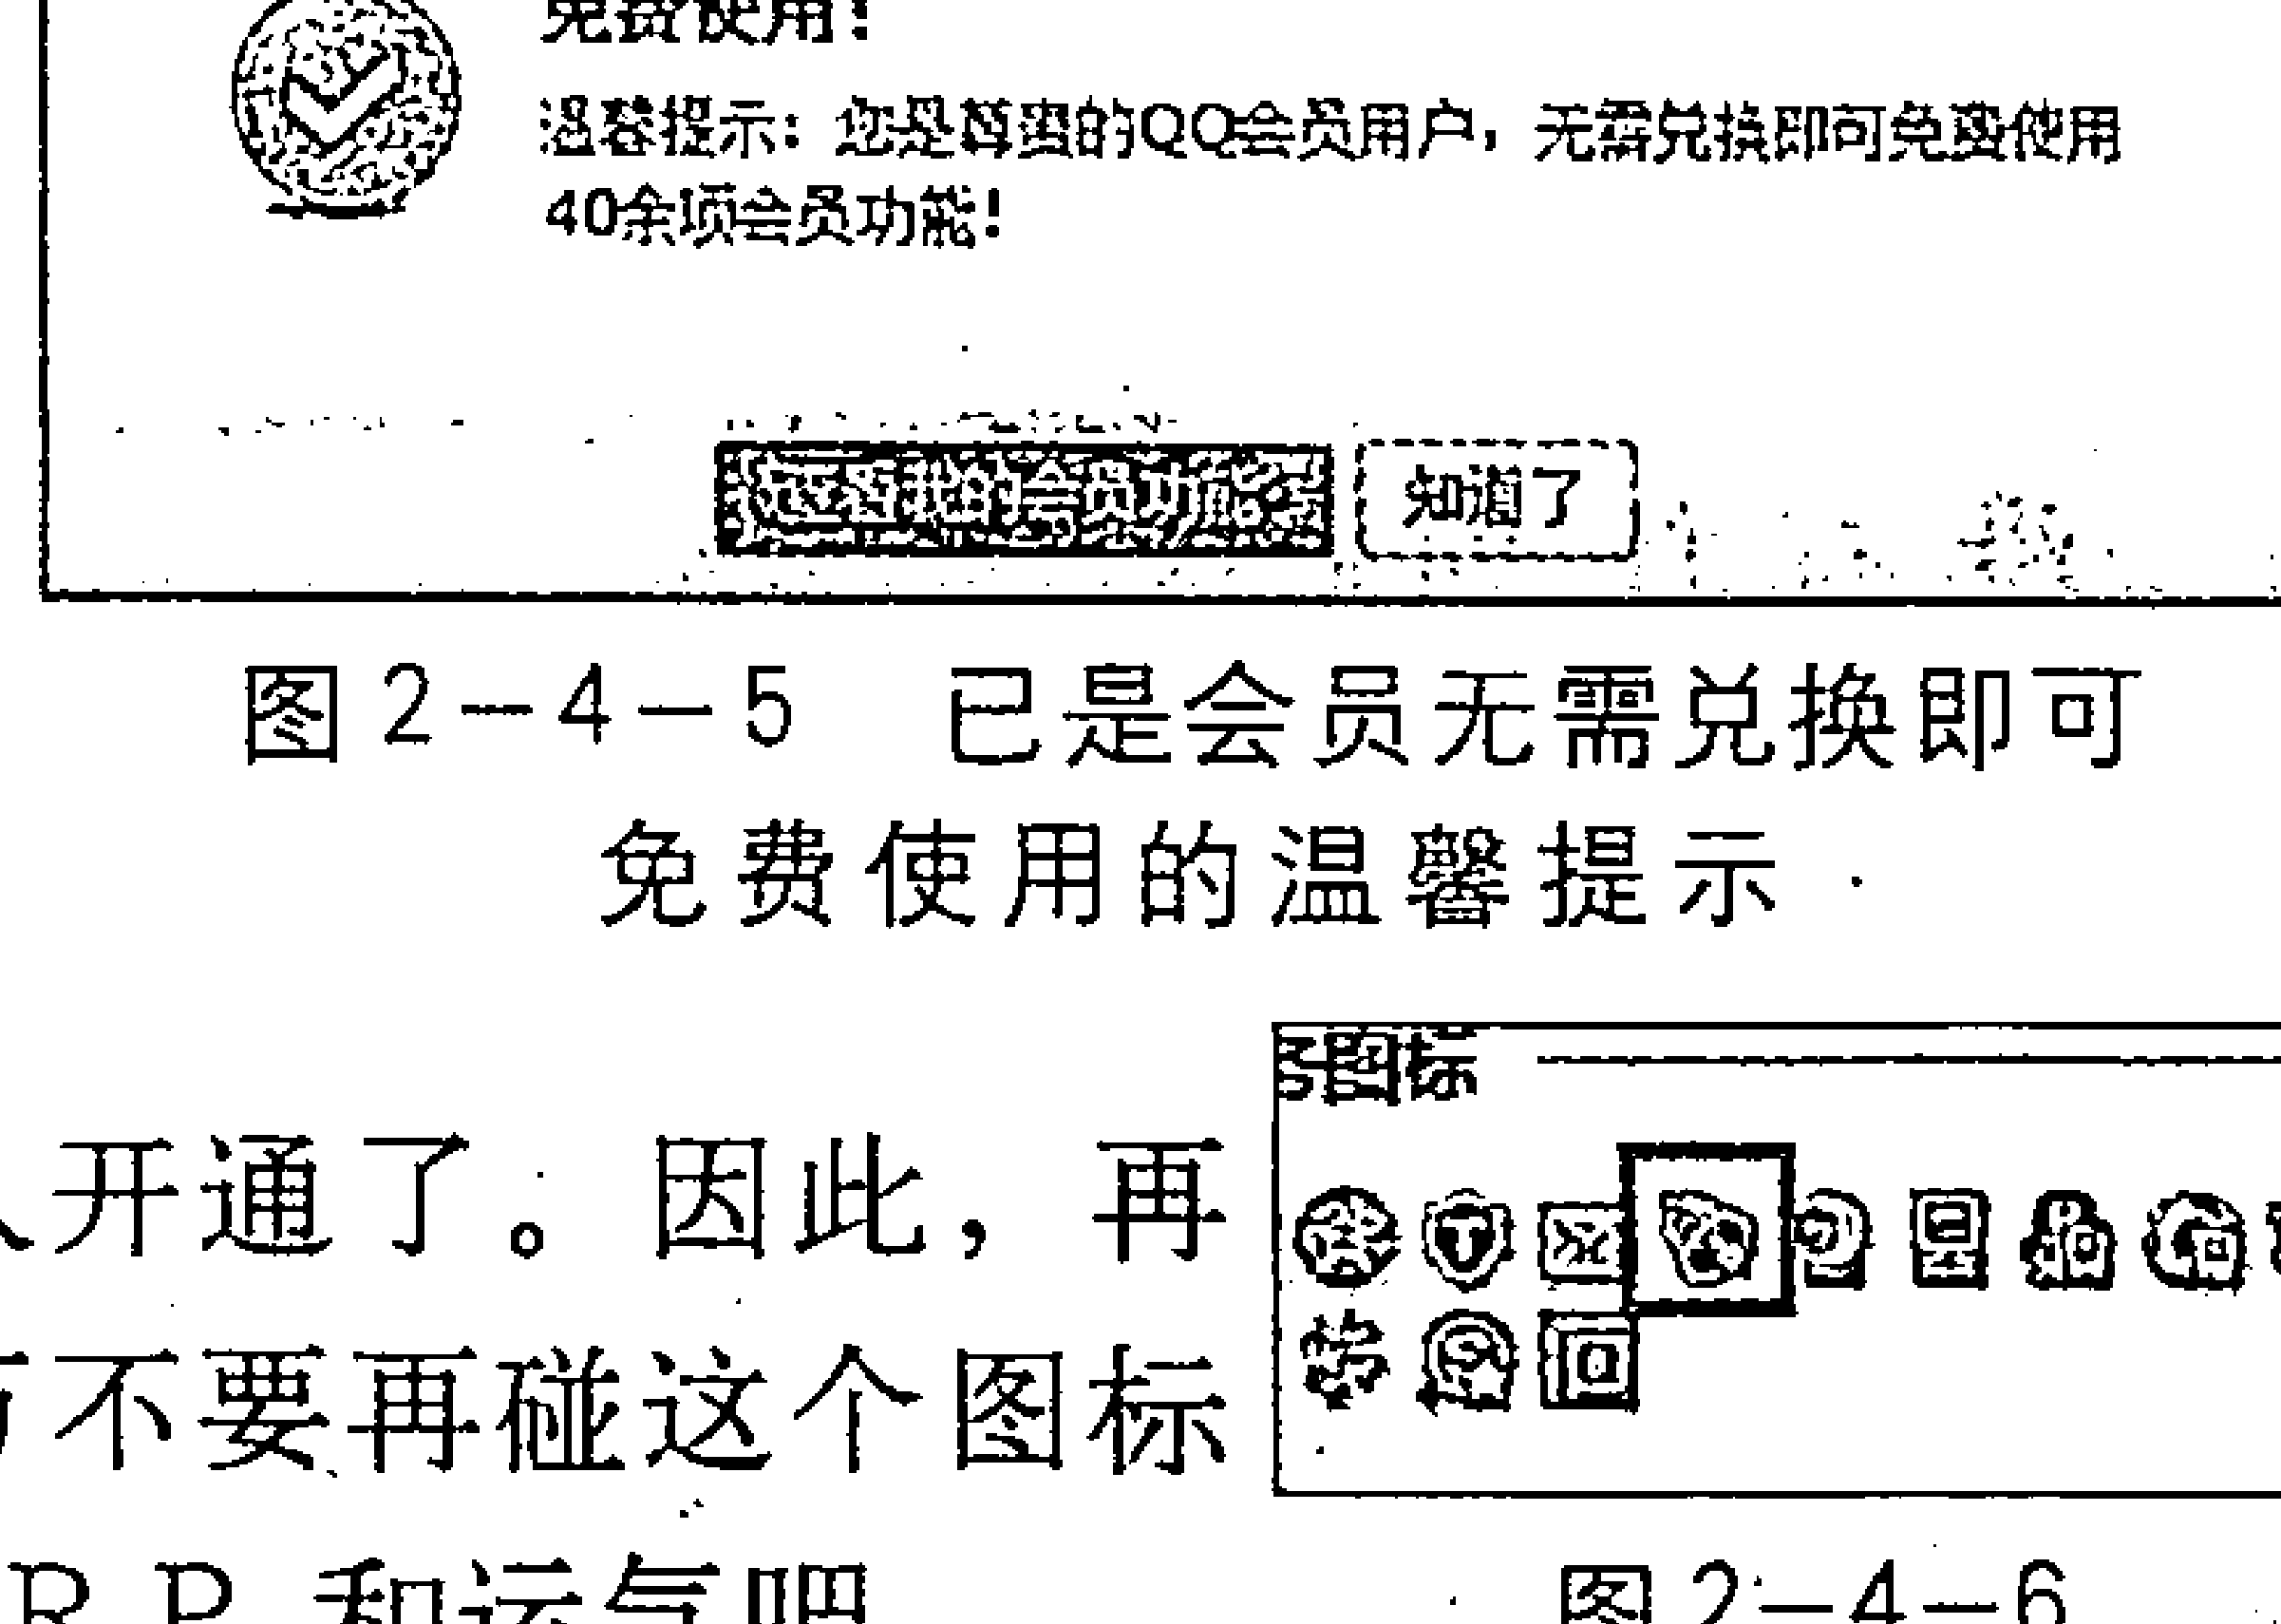 免费使用!
温馨提示: 您是尊贵的QQ会员用户, 无需兑换即可免费使用
40余项会员功能!
知道了
图2-4-5 已是会员无需兑换即可
免费使用的温馨提示
开通了。因此,再
不要再碰这个图标
RP和运气吧
图标
图2-4-6